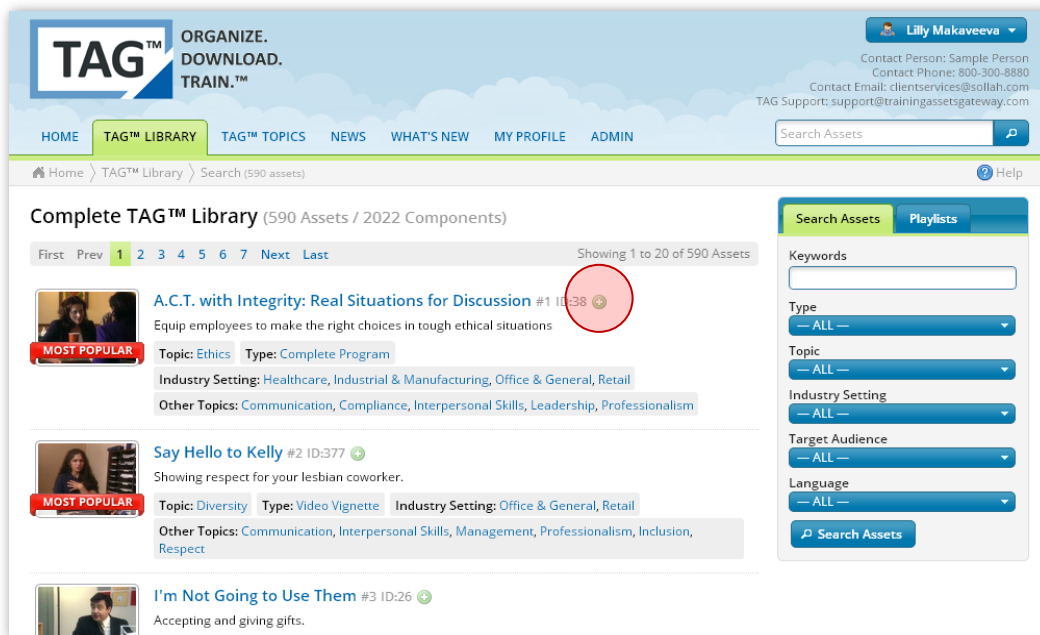 TAG™
ORGANIZE.
DOWNLOAD.
TRAIN.™
Lilly Makaveeva
Contact Person: Sample Person
Contact Phone: 800-300-8880
Contact Email: clientservices@sollah.com
TAG Support: support@trainingassetsgateway.com
HOME TAG™ LIBRARY TAG™ TOPICS NEWS WHAT'S NEW MY PROFILE ADMIN
Search Assets
Home TAG™ Library Search (590 assets)
? Help
Complete TAG™ Library (590 Assets / 2022 Components)
First Prev 1 2 3 4 5 6 7 Next Last
Showing 1 to 20 of 590 Assets
A.C.T. with Integrity: Real Situations for Discussion #1 ID:38
Equip employees to make the right choices in tough ethical situations
MOST POPULAR
Topic: Ethics Type: Complete Program
Industry Setting: Healthcare, Industrial & Manufacturing, Office & General, Retail
Other Topics: Communication, Compliance, Interpersonal Skills, Leadership, Professionalism
Say Hello to Kelly #2 ID:377
Showing respect for your lesbian coworker.
MOST POPULAR
Topic: Diversity Type: Video Vignette Industry Setting: Office & General, Retail
Other Topics: Communication, Interpersonal Skills, Management, Professionalism, Inclusion,
Respect
I'm Not Going to Use Them #3 ID:26
Accepting and giving gifts.
Search Assets Playlists
Keywords
Type
— ALL —
Topic
— ALL —
Industry Setting
— ALL —
Target Audience
— ALL —
Language
— ALL —
Search Assets